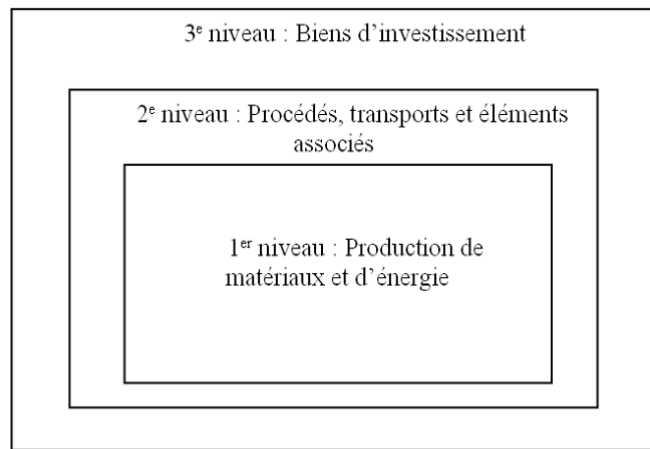 3e niveau : Biens d’investissement
2e niveau : Procédés, transports et éléments
associés
1er niveau : Production de
matériaux et d’énergie